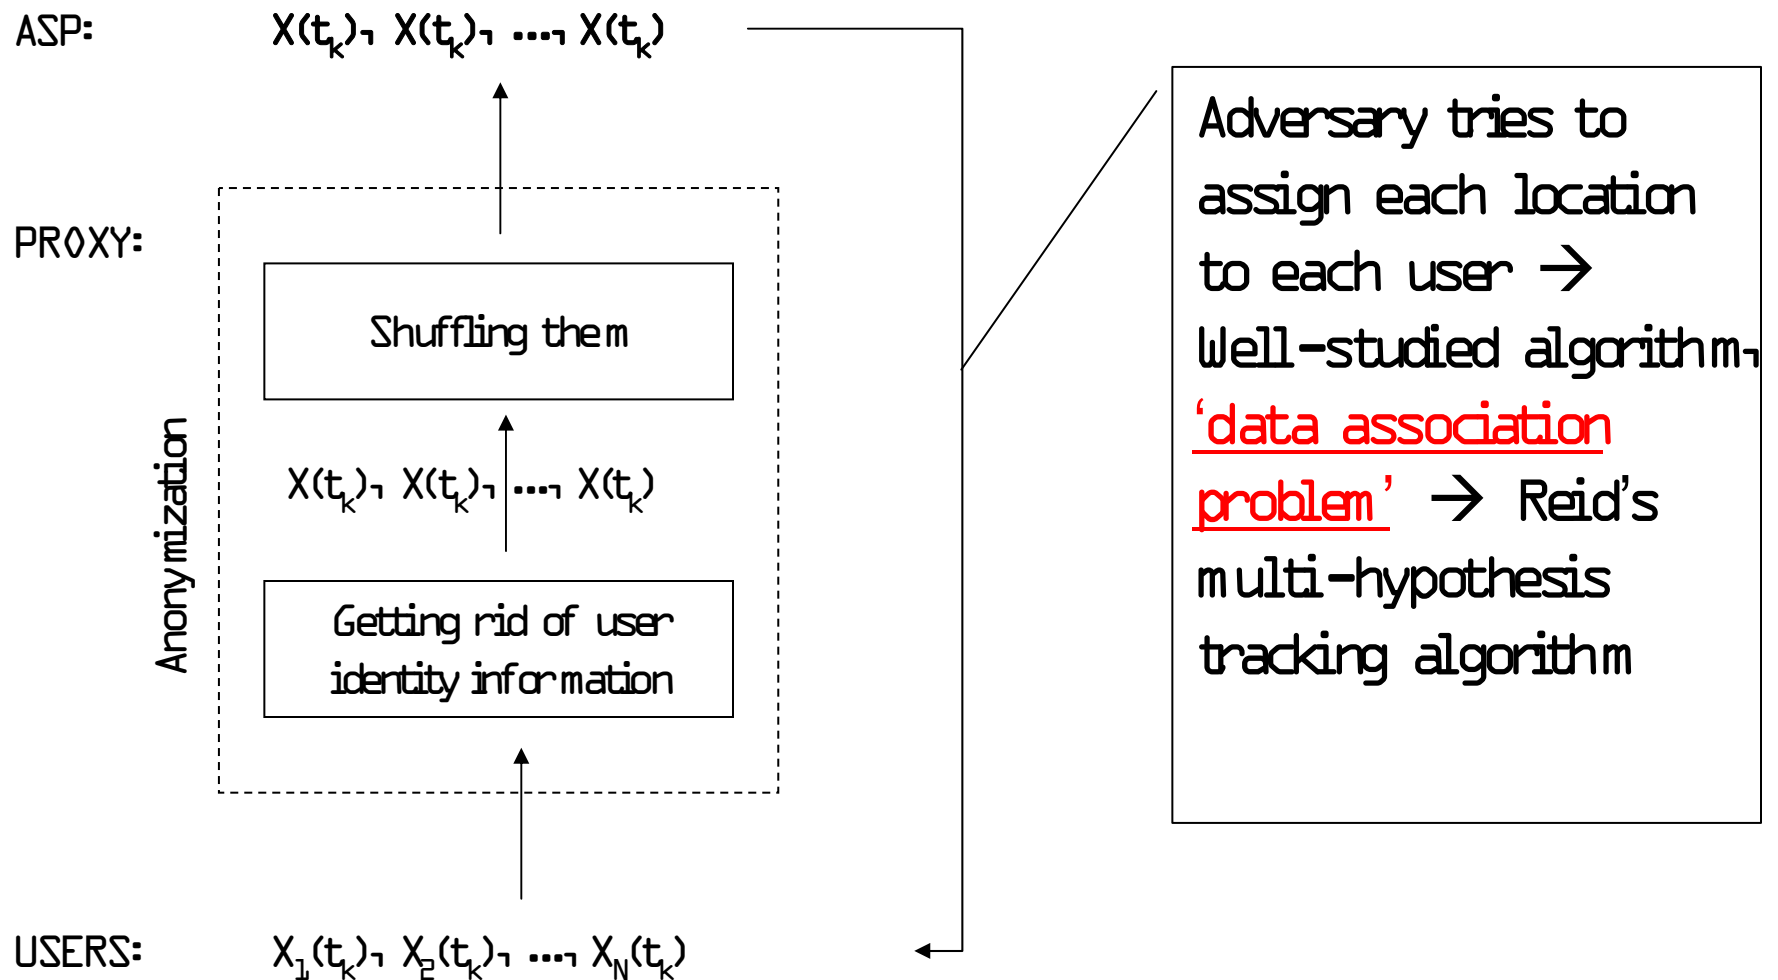 ASP: X(tk), X(tk), ..., X(tk)
PROXY:
Shuffling them
X(tk), X(tk), ..., X(tk)
Anonymization
Getting rid of user
identity information
USERS: X1(tk), X2(tk), ..., XN(tk)
Adversary tries to
assign each location
to each user →
Well-studied algorithm,
‘data association
problem’ → Reid’s
multi-hypothesis
tracking algorithm